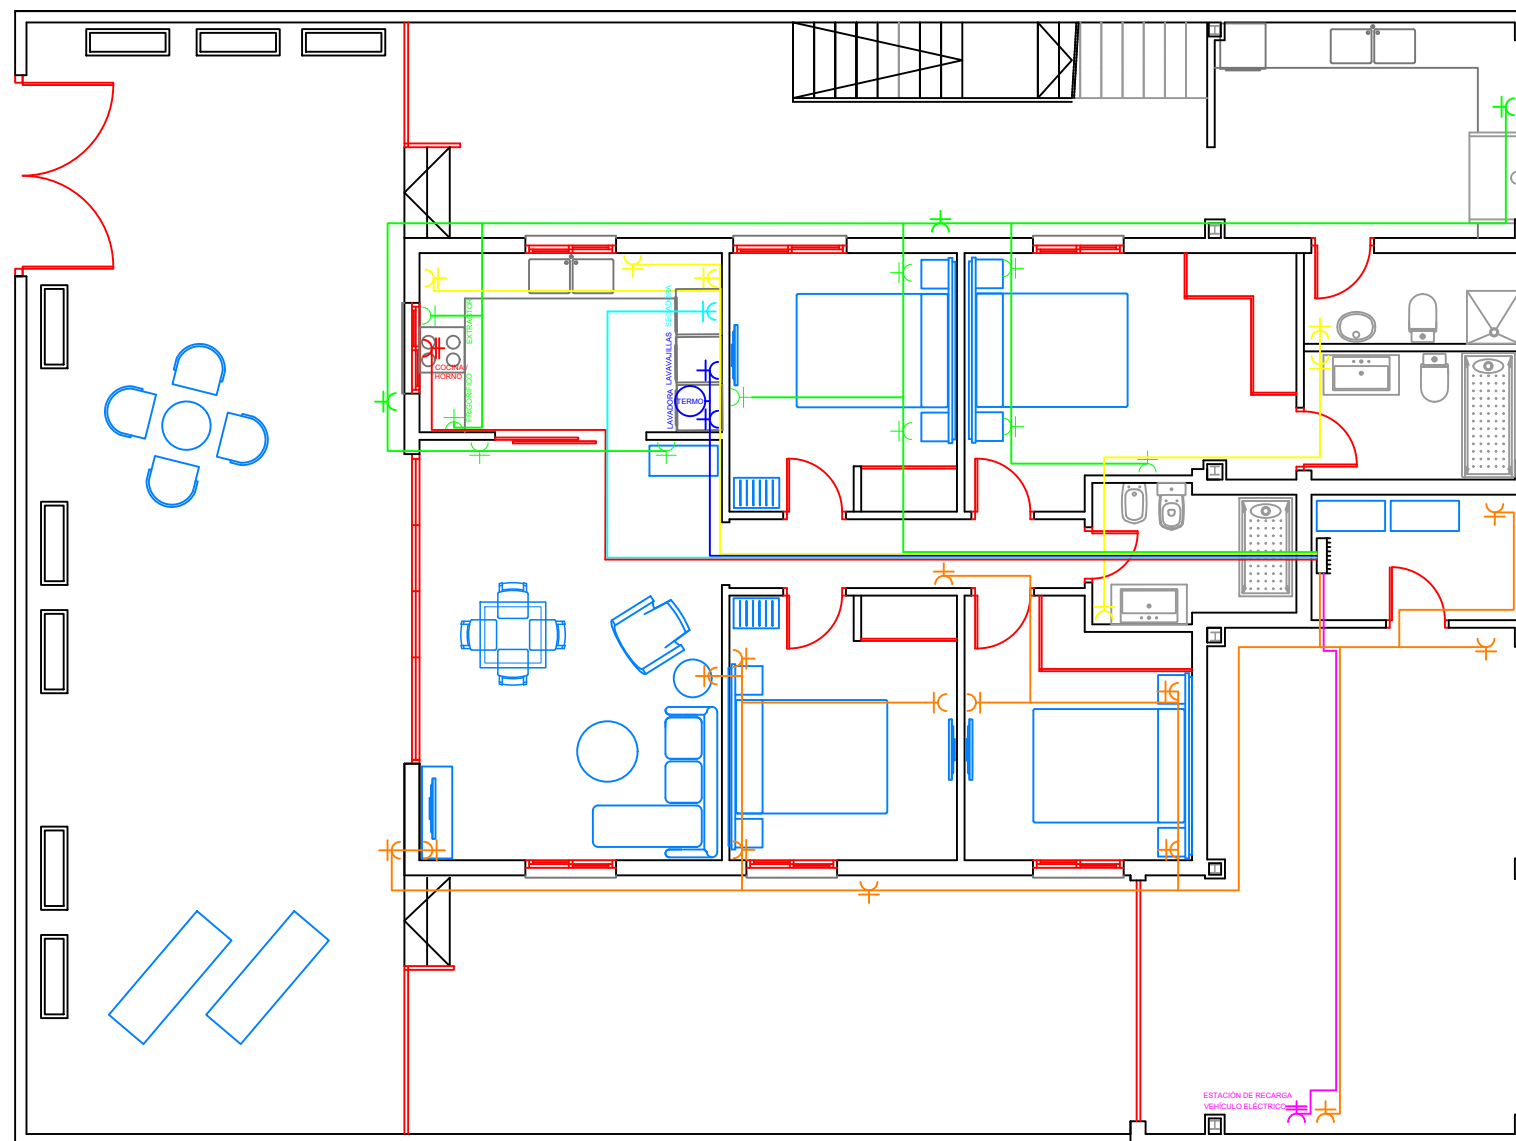 SECADORA
EXTRACTOR
LAVAVAJILLAS
COCINA/
HORNO
FRIGORÍFICO
LAVADORA
TERMO
ESTACIÓN DE RECARGA
VEHÍCULO ELÉCTRICO